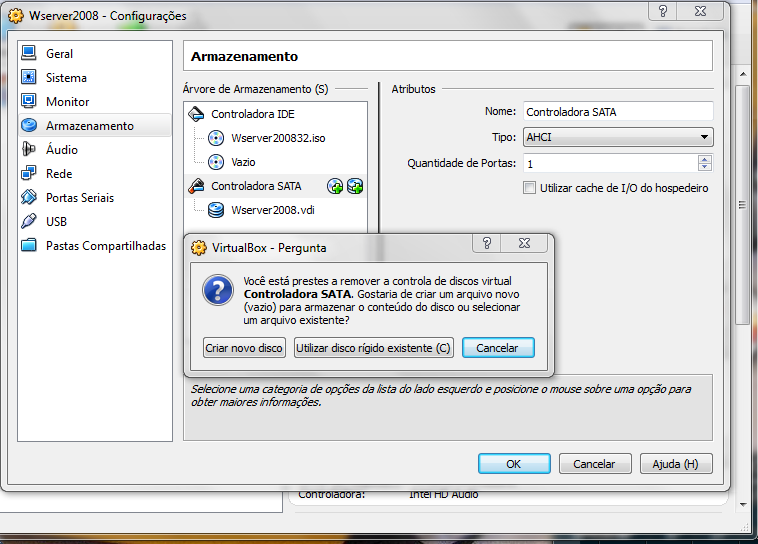 Wserver2008 - Configurações
Geral
Sistema
Monitor
Armazenamento
Áudio
Rede
Portas Seriais
USB
Pastas Compartilhadas
Armazenamento
Árvore de Armazenamento (S)
Controladora IDE
Wserver200832.iso
Vazio
Controladora SATA
Wserver2008.vdi
Atributos
Nome: Controladora SATA
Tipo: AHCI
Quantidade de Portas: 1
Utilizar cache de I/O do hospedeiro
VirtualBox - Pergunta
Você está prestes a remover a controla de discos virtual
Controladora SATA. Gostaria de criar um arquivo novo
(vazio) para armazenar o conteúdo do disco ou selecionar
um arquivo existente?
Criar novo disco
Utilizar disco rígido existente (C)
Cancelar
Selecione uma categoria de opções da lista do lado esquerdo e posicione o mouse sobre uma opção para
obter maiores informações.
OK
Cancelar
Ajuda (H)
Controladora: Intel HD Audio